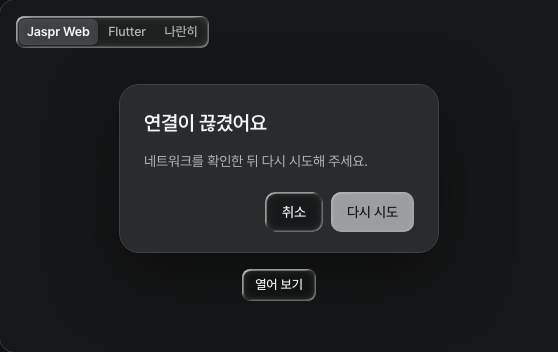 Jaspr Web Flutter 나란히
연결이 끊겼어요
네트워크를 확인한 뒤 다시 시도해 주세요.
취소 다시 시도
열어 보기